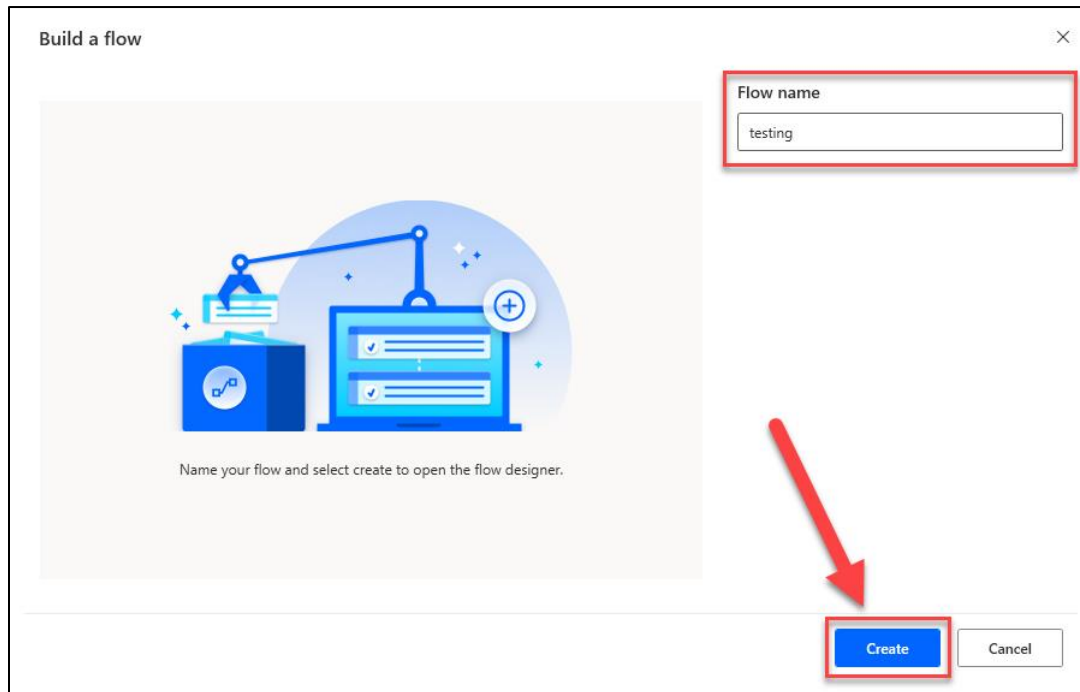 Build a flow
Flow name
testing
Name your flow and select create to open the flow designer.
Create
Cancel